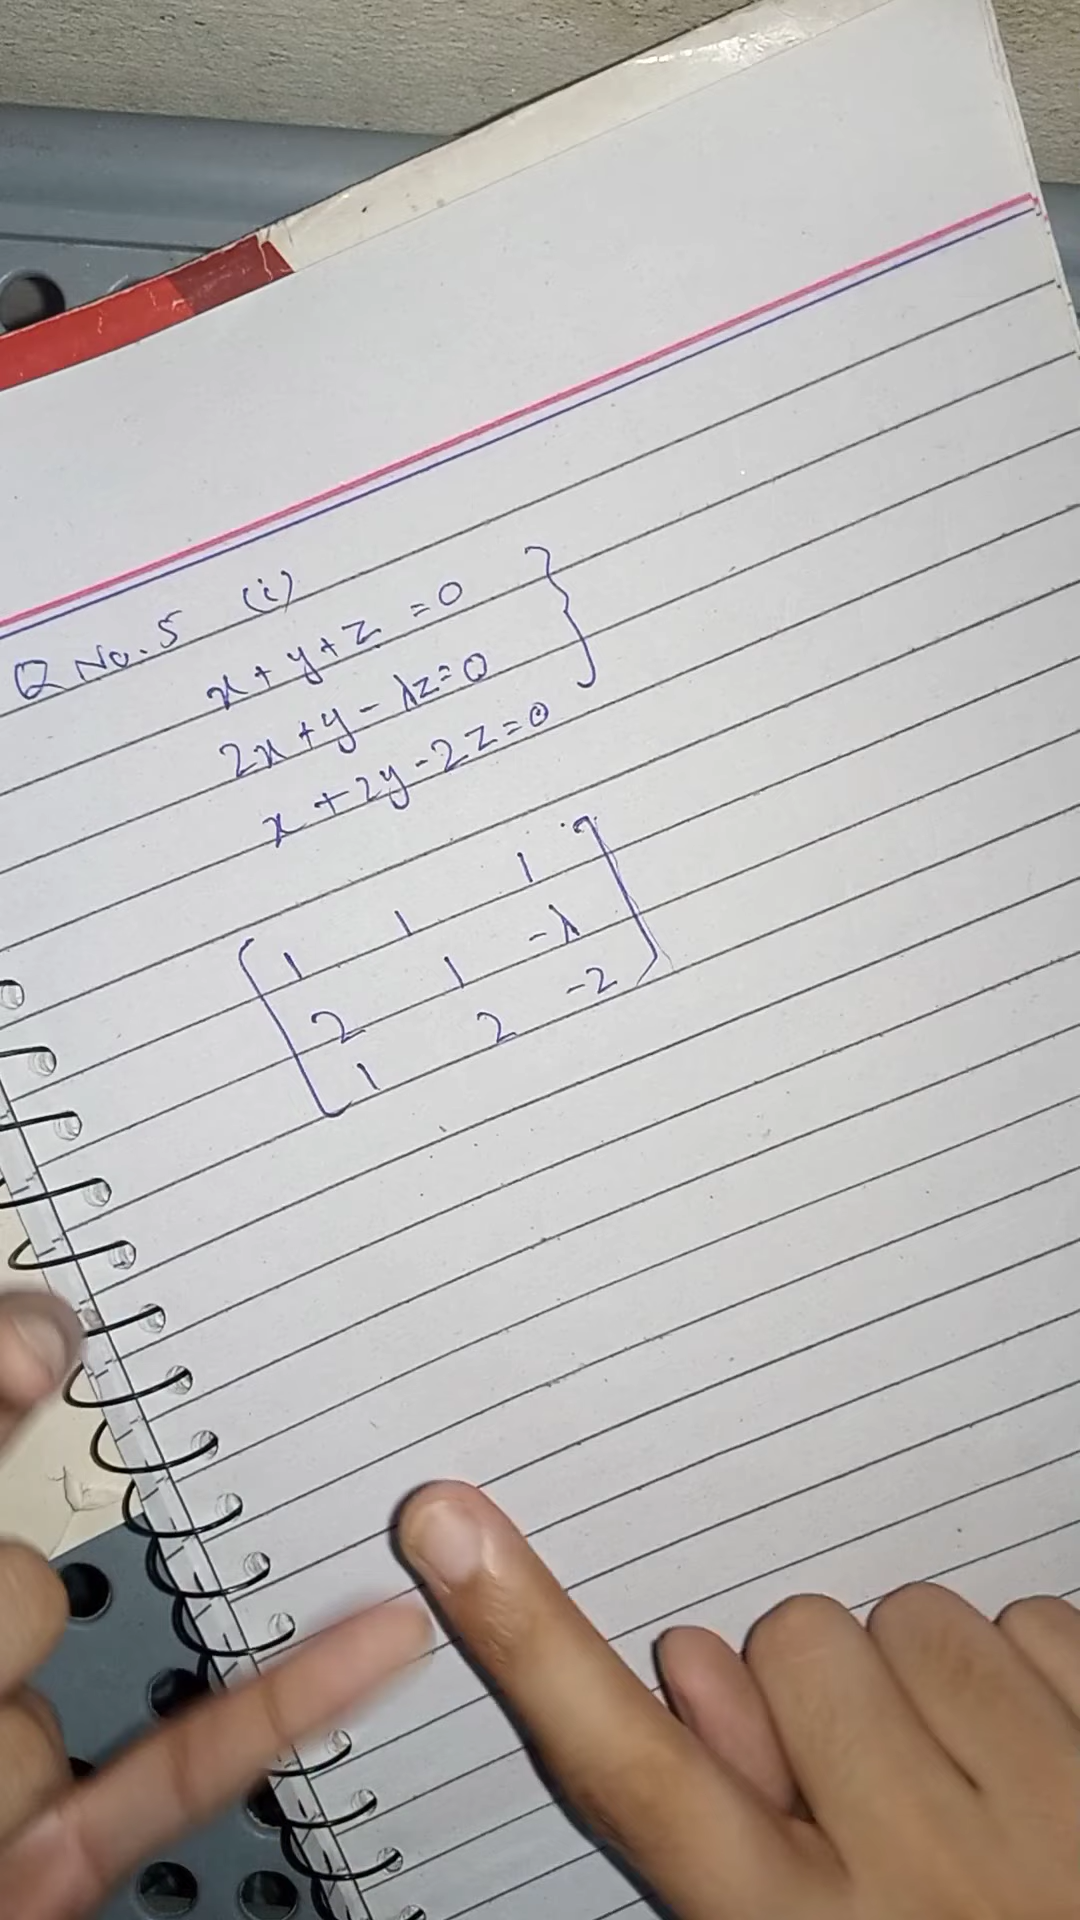 Q No. 5 (i)
x + y + z = 0
2x + y - λz = 0
x + 2y - 2z = 0
1 1 1
2 1 -λ
1 2 -2